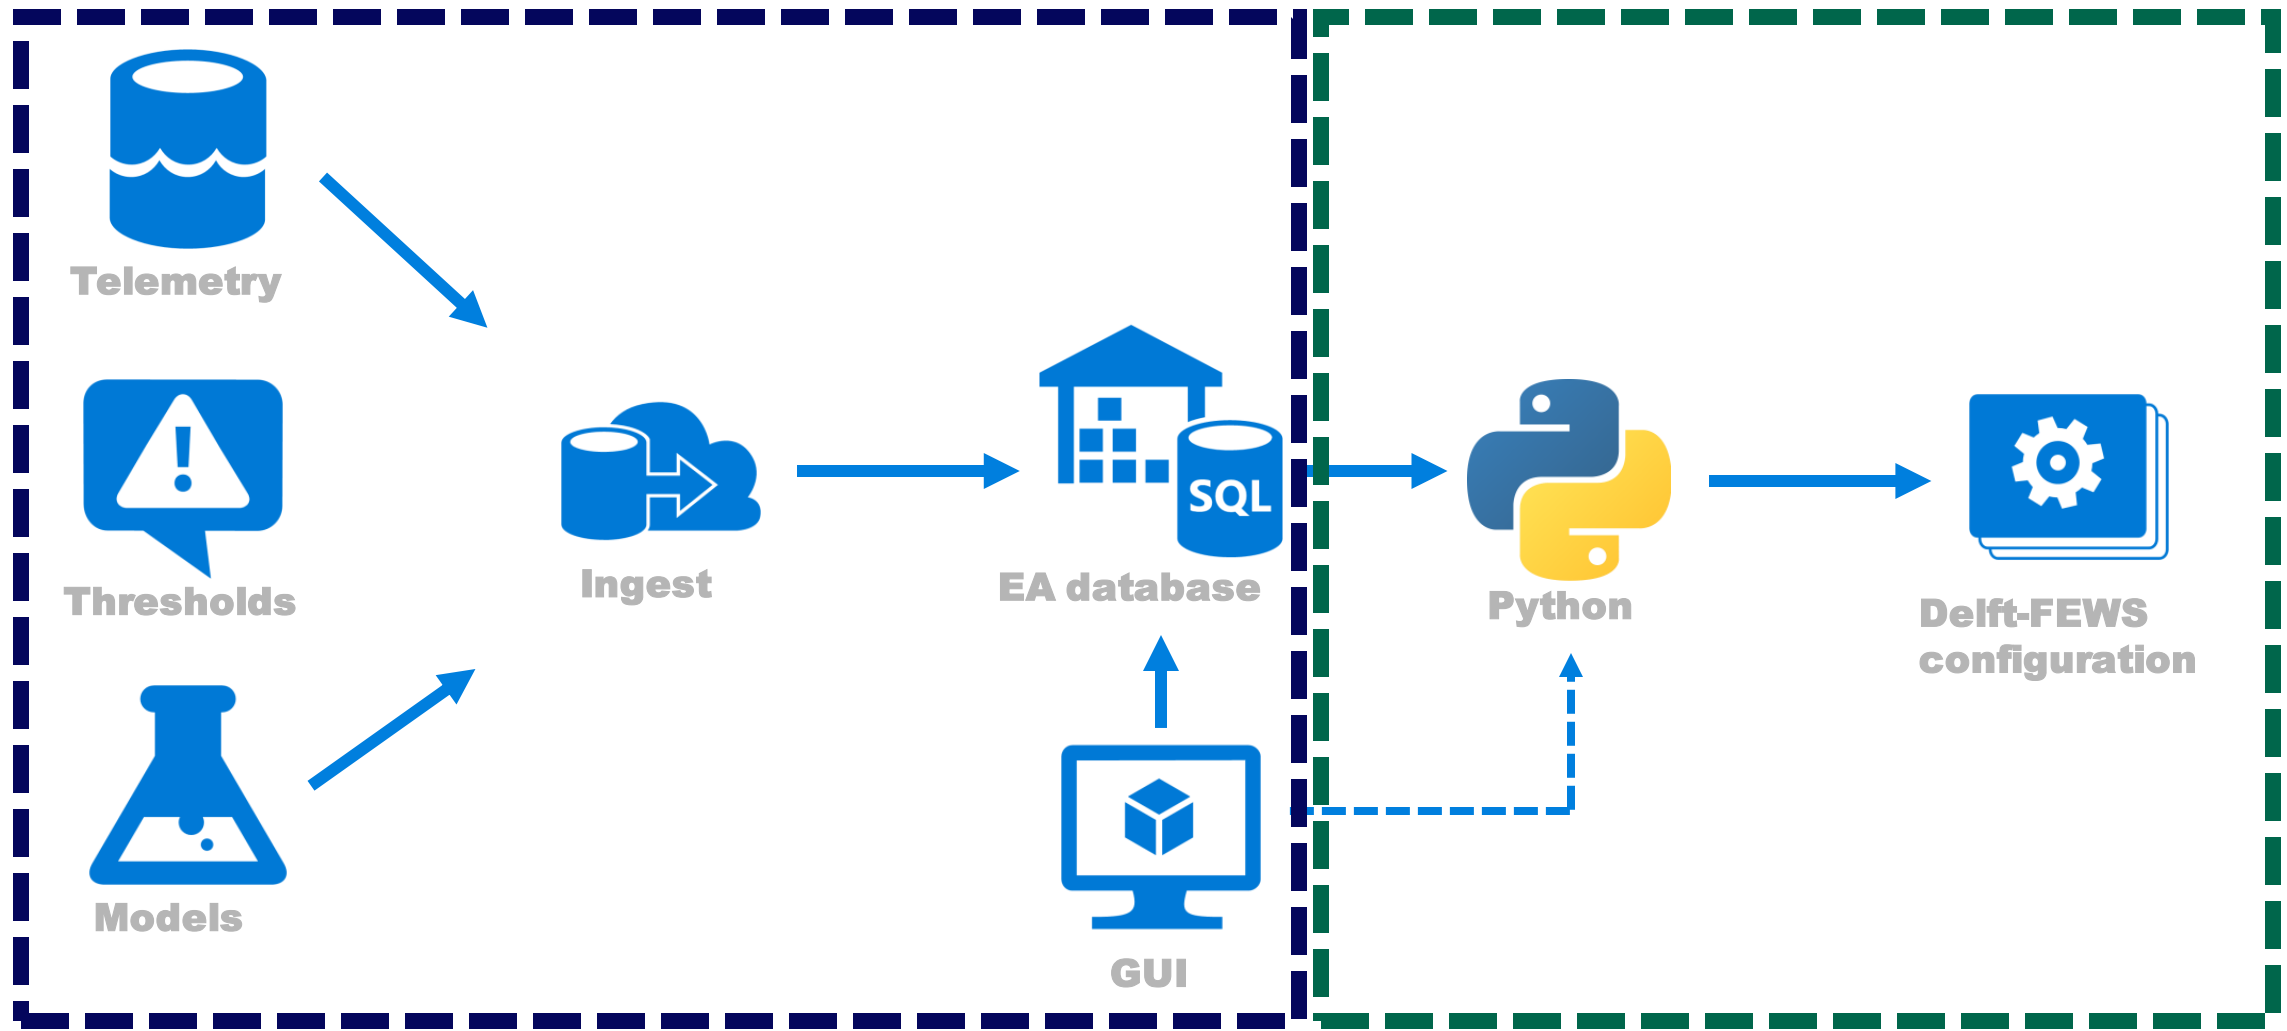 Telemetry
Thresholds
Models
Ingest
SQL
EA database
GUI
Python
Delft-FEWS
configuration